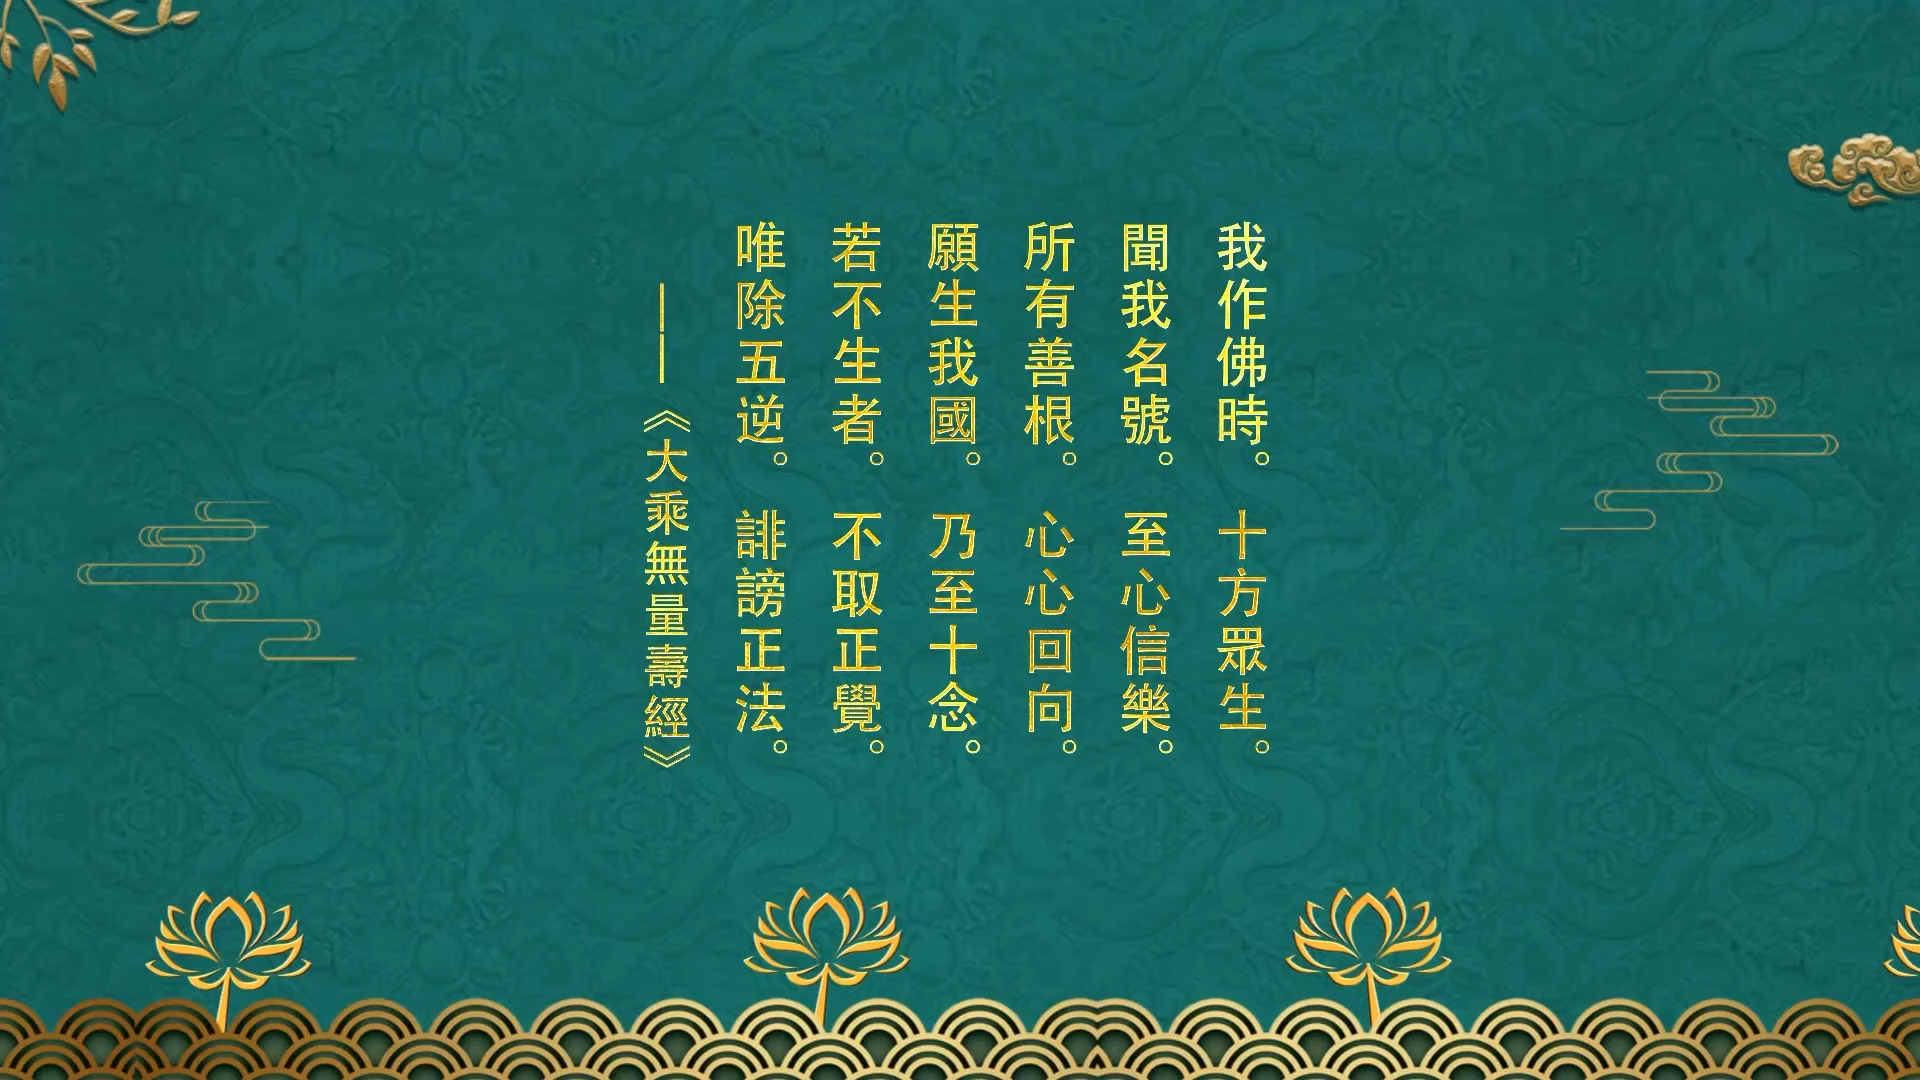 我作佛時。十方眾生。
聞我名號。至心信樂。
所有善根。心心回向。
願生我國。乃至十念。
若不生者。不取正覺。
唯除五逆。誹謗正法。
——《大乘無量壽經》